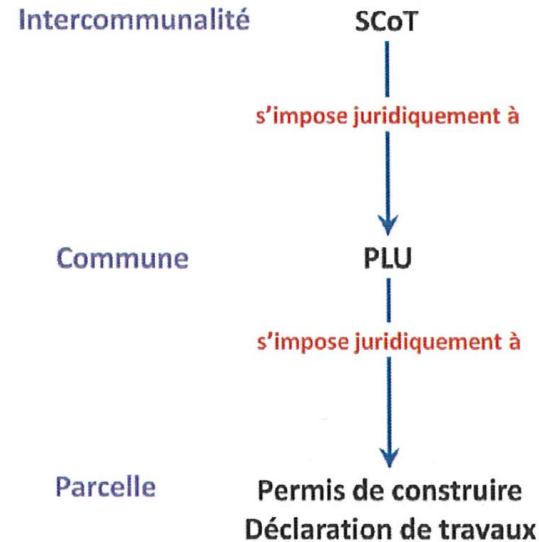 Intercommunalité SCoT
s'impose juridiquement à
Commune PLU
s'impose juridiquement à
Parcelle Permis de construire
Déclaration de travaux